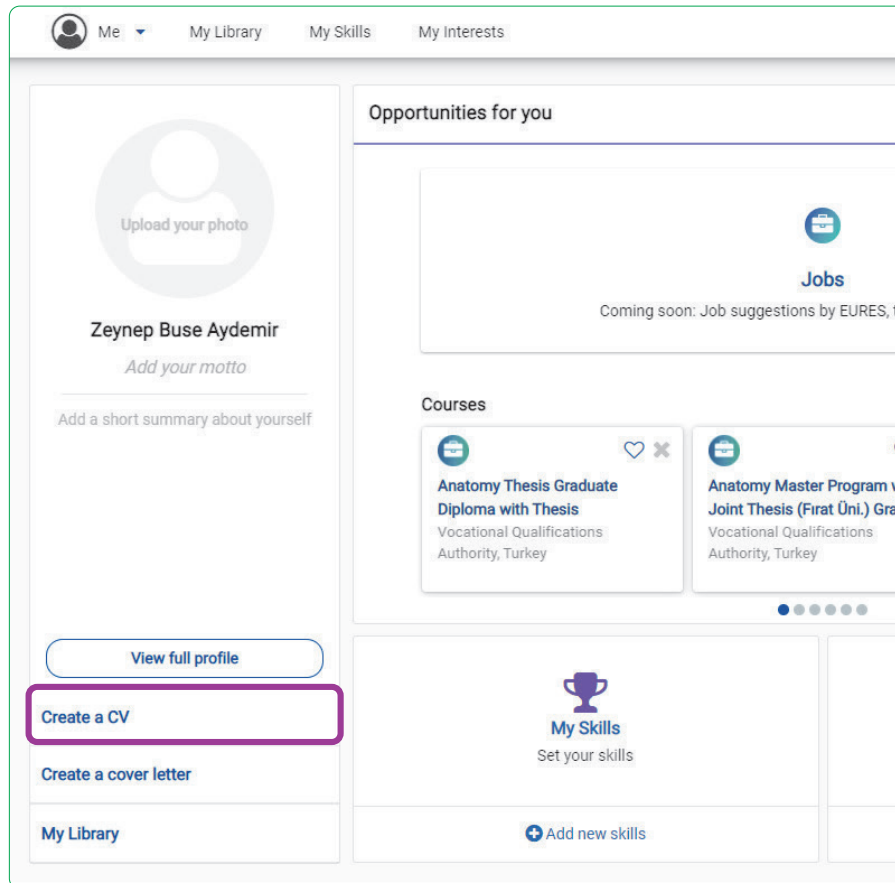 Me
My Library
My Skills
My Interests
Upload your photo
Zeynep Buse Aydemir
Add your motto
Add a short summary about yourself
View full profile
Create a CV
Create a cover letter
My Library
Opportunities for you
Jobs
Coming soon: Job suggestions by EURES,
Courses
Anatomy Thesis Graduate
Diploma with Thesis
Vocational Qualifications
Authority, Turkey
Anatomy Master Program
Joint Thesis (Fırat Üni.)
Vocational Qualifications
Authority, Turkey
My Skills
Set your skills
Add new skills